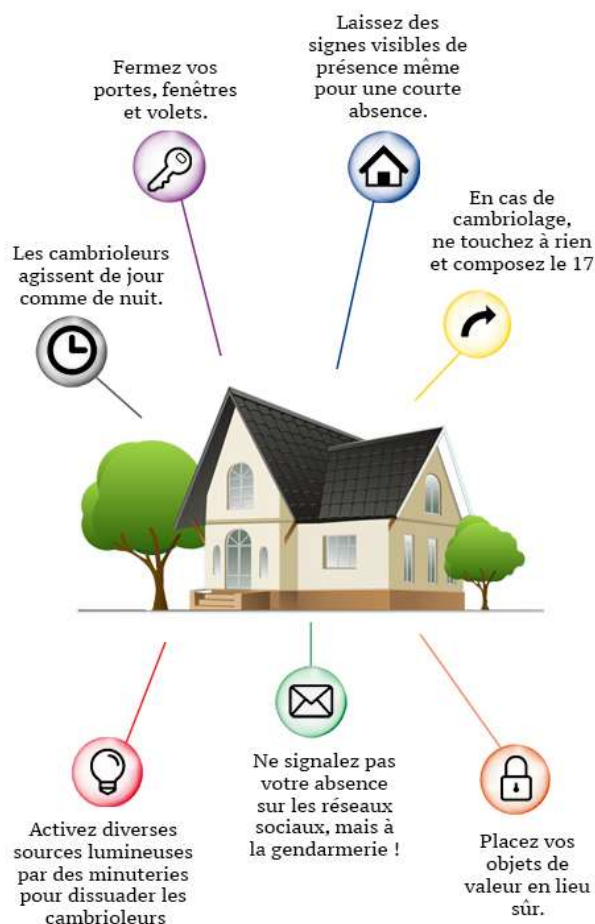 Laissez des
signes visibles de
présence même
pour une courte
absence.
Fermez vos
portes, fenêtres
et volets.
En cas de
cambriolage,
ne touchez à rien
et composez le 17
Les cambrioleurs
agissent de jour
comme de nuit.
Activez diverses
sources lumineuses
par des minuteries
pour dissuader les
cambrioleurs
Ne signalez pas
votre absence
sur les réseaux
sociaux, mais à
la gendarmerie !
Placez vos
objets de
valeur en lieu
sûr.